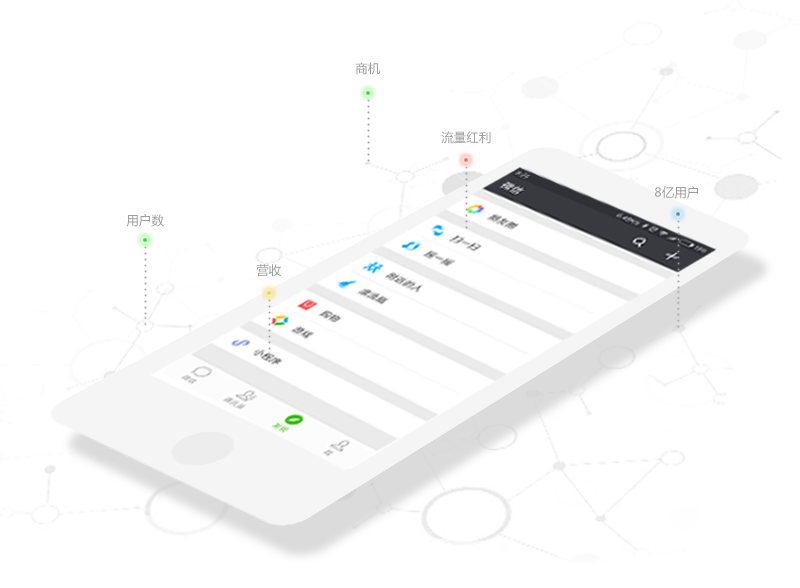 商机
流量红利
8亿用户
用户数
营收
微信
朋友圈
扫一扫
摇一摇
附近的人
漂流瓶
购物
游戏
小程序
微信
通讯录
发现
我